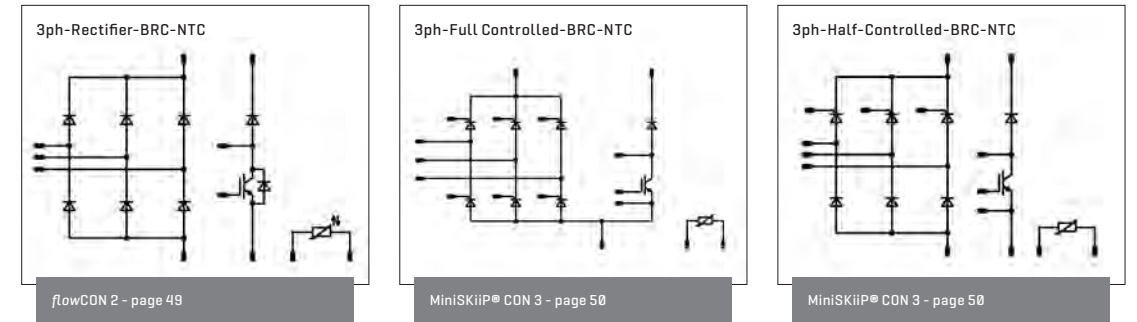 3ph-Rectifier-BRC-NTC
flowCON 2 - page 49
3ph-Full Controlled-BRC-NTC
MiniSKiiP® CON 3 - page 50
3ph-Half-Controlled-BRC-NTC
MiniSKiiP® CON 3 - page 50